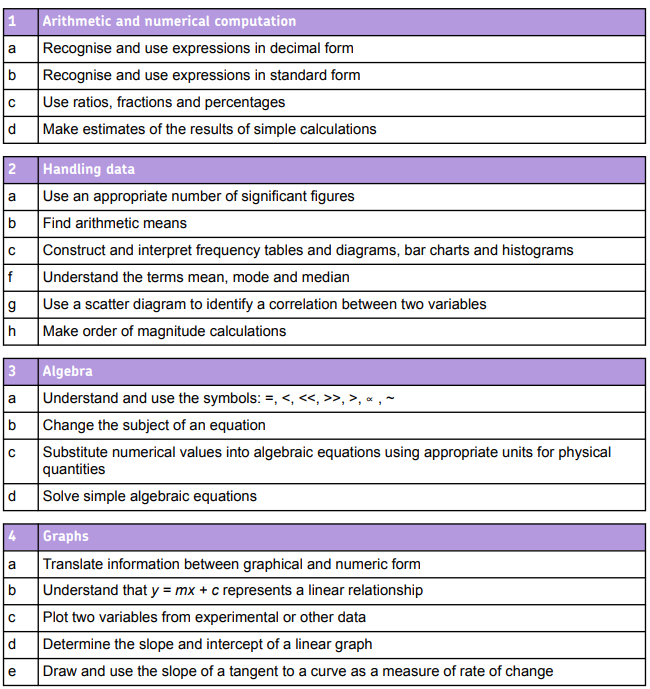 1 Arithmetic and numerical computation
a Recognise and use expressions in decimal form
b Recognise and use expressions in standard form
c Use ratios, fractions and percentages
d Make estimates of the results of simple calculations
2 Handling data
a Use an appropriate number of significant figures
b Find arithmetic means
c Construct and interpret frequency tables and diagrams, bar charts and histograms
f Understand the terms mean, mode and median
g Use a scatter diagram to identify a correlation between two variables
h Make order of magnitude calculations
3 Algebra
a Understand and use the symbols: =, <, <<, >>, >, ∝ , ~
b Change the subject of an equation
c Substitute numerical values into algebraic equations using appropriate units for physical
quantities
d Solve simple algebraic equations
4 Graphs
a Translate information between graphical and numeric form
b Understand that y = mx + c represents a linear relationship
c Plot two variables from experimental or other data
d Determine the slope and intercept of a linear graph
e Draw and use the slope of a tangent to a curve as a measure of rate of change